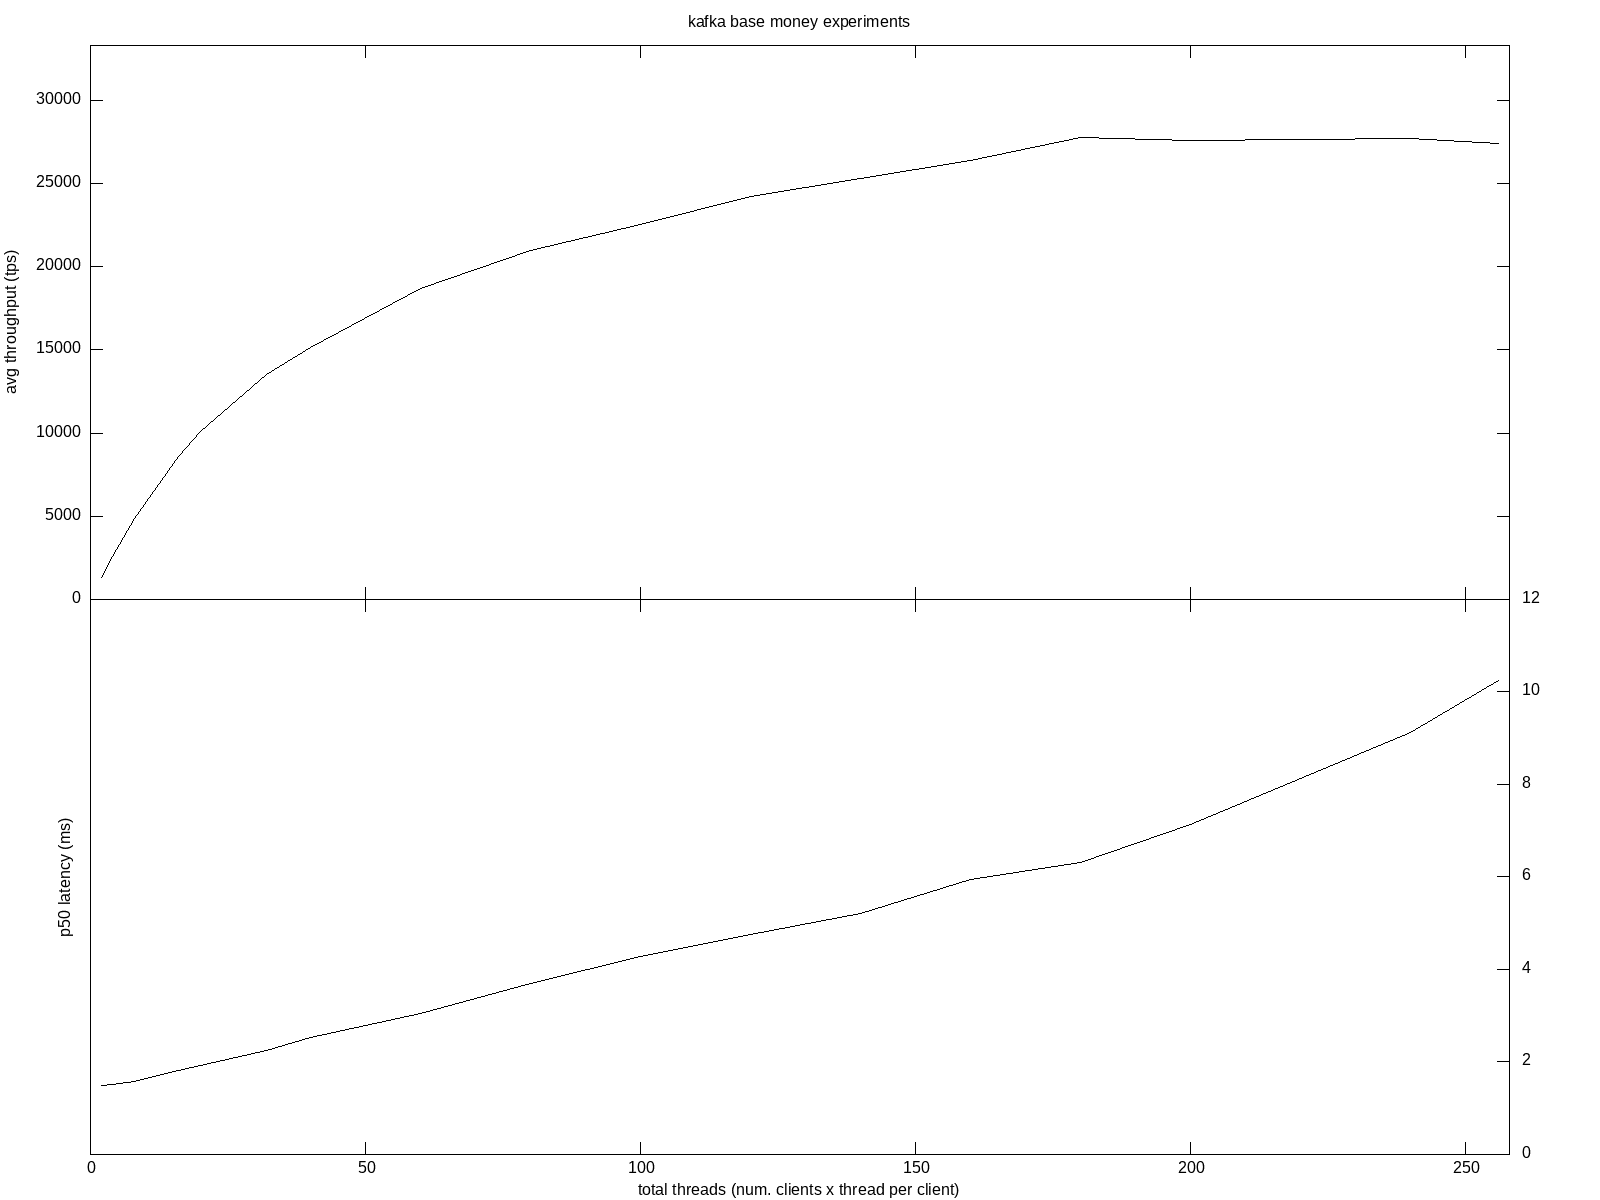 kafka base money experiments
30000
25000
20000
15000
10000
5000
0
avg throughput (tps)
12
10
8
6
4
2
0
p50 latency (ms)
0 50 100 150 200 250
total threads (num. clients x thread per client)